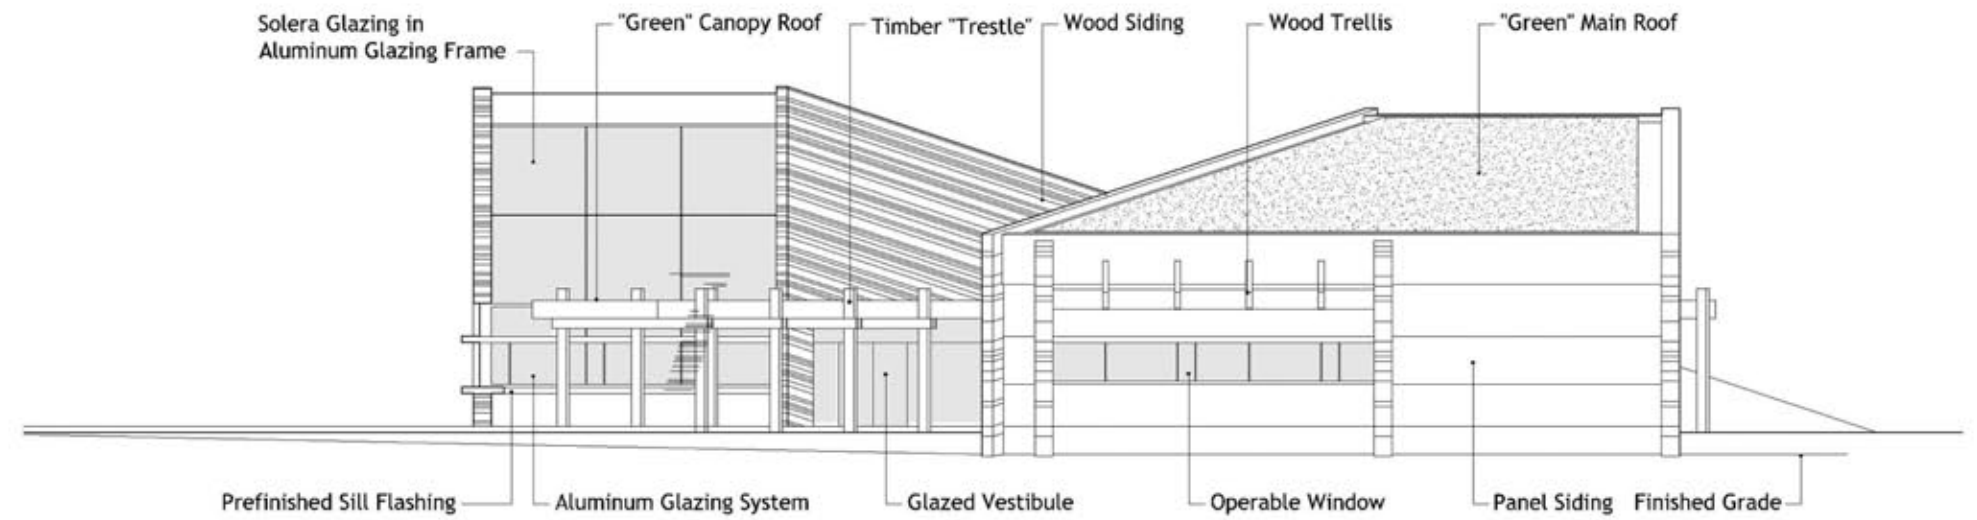 Solera Glazing in
Aluminum Glazing Frame
"Green" Canopy Roof
Timber "Trestle"
Wood Siding
Wood Trellis
"Green" Main Roof
Prefinished Sill Flashing
Aluminum Glazing System
Glazed Vestibule
Operable Window
Panel Siding
Finished Grade